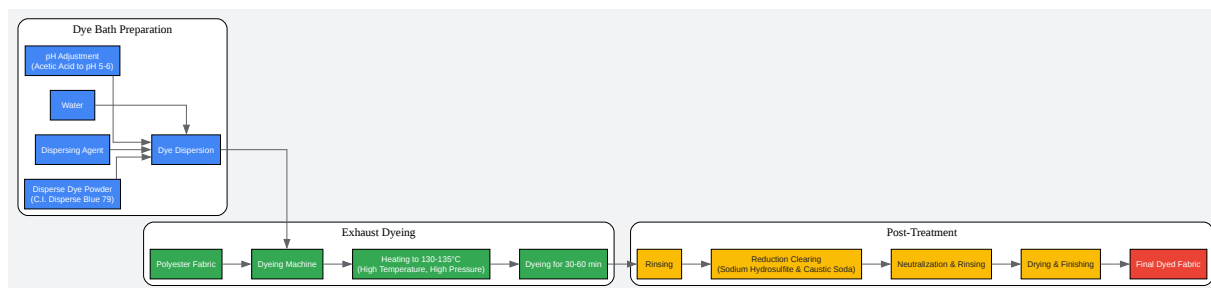 Dye Bath Preparation
pH Adjustment
(Acetic Acid to pH 5-6)
Water
Dispersing Agent
Dye Dispersion
Disperse Dye Powder
(C.I. Disperse Blue 79)
Exhaust Dyeing
Polyester Fabric
Dyeing Machine
Heating to 130-135°C
(High Temperature, High Pressure)
Dyeing for 30-60 min
Post-Treatment
Rinsing
Reduction Clearing
(Sodium Hydrosulfite & Caustic Soda)
Neutralization & Rinsing
Drying & Finishing
Final Dyed Fabric